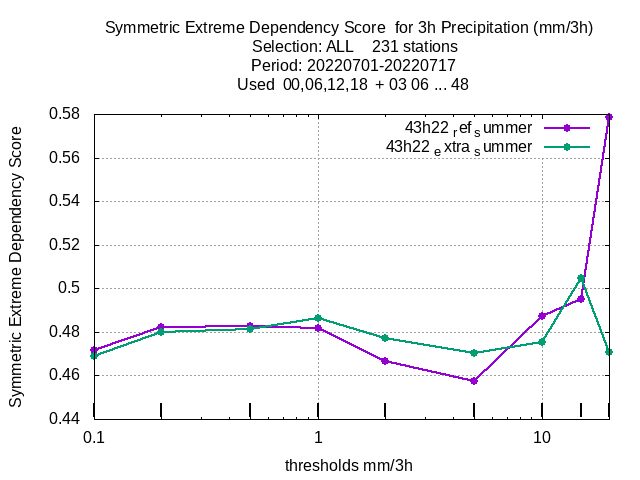 Symmetric Extreme Dependency Score for 3h Precipitation (mm/3h)
Selection: ALL 231 stations
Period: 20220701-20220717
Used 00,06,12,18 + 03 06 ... 48
43h22 ref summer
43h22 extra summer
0.58
0.56
0.54
0.52
0.5
0.48
0.46
0.44
Symmetric Extreme Dependency Score
0.1 1 10
thresholds mm/3h